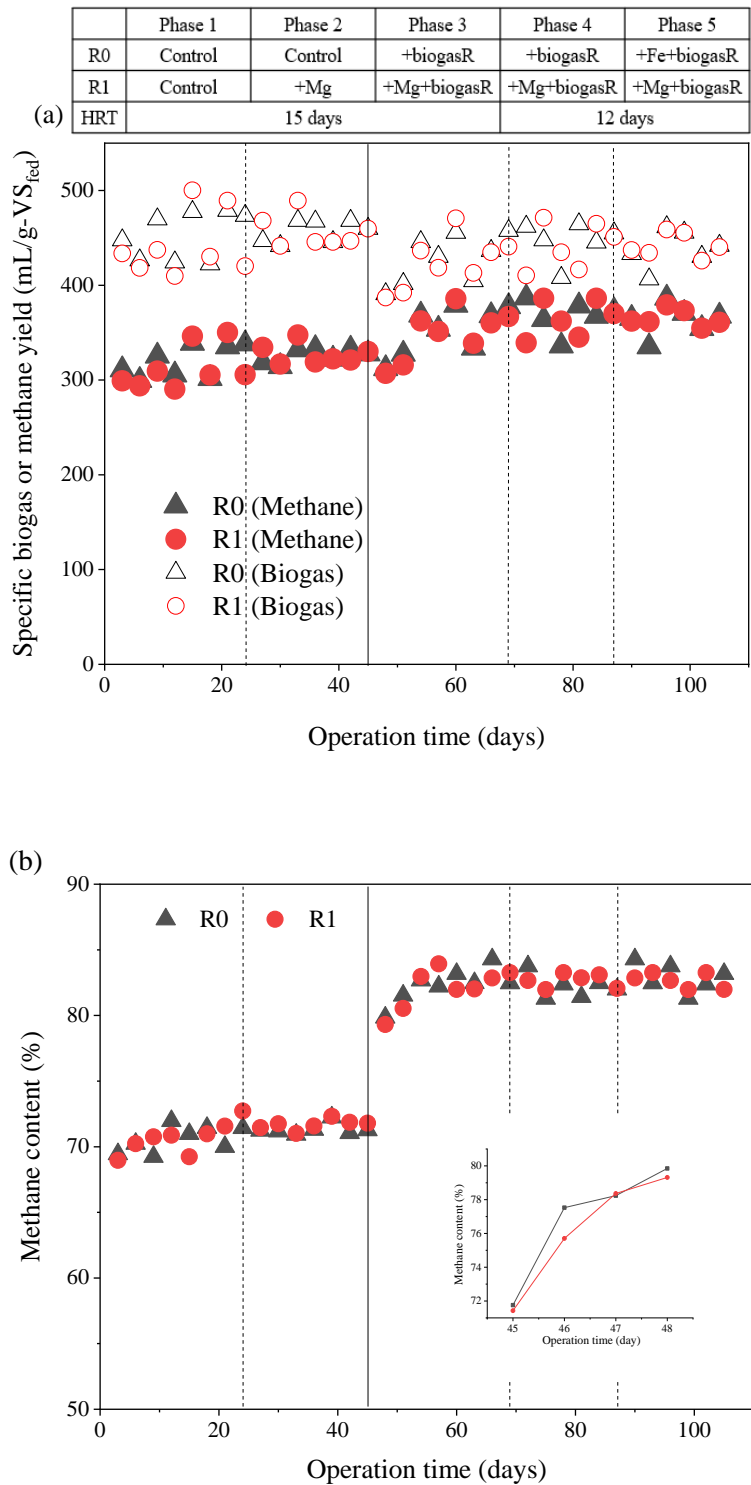 Phase 1 Phase 2 Phase 3 Phase 4 Phase 5
R0 Control Control +biogasR +biogasR +Fe+biogasR
R1 Control +Mg +Mg+biogasR +Mg+biogasR +Mg+biogasR
HRT 15 days 12 days
(a)
Specific biogas or methane yield (mL/g-VSfed)
500
400
300
200
100
0
R0 (Methane)
R1 (Methane)
R0 (Biogas)
R1 (Biogas)
0 20 40 60 80 100
Operation time (days)
(b)
Methane content (%)
90
80
70
60
50
R0 R1
Methane content (%)
80
78
76
74
72
45 46 47 48
Operation time (day)
0 20 40 60 80 100
Operation time (days)